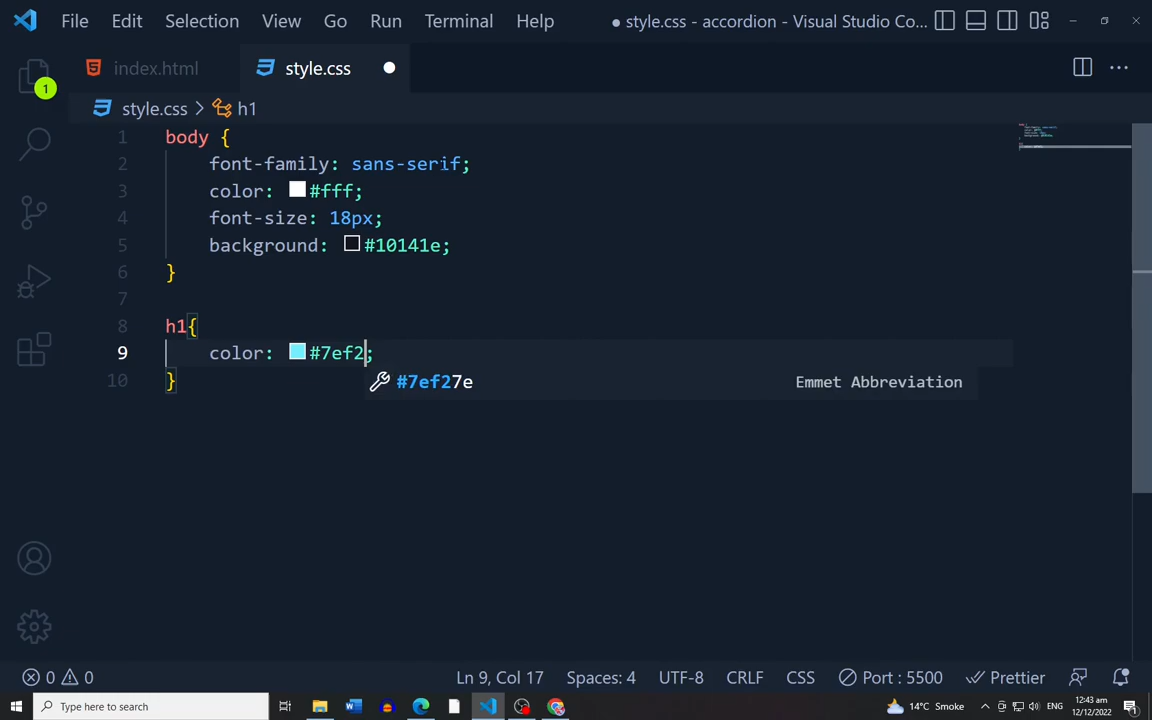 File Edit Selection View Go Run Terminal Help ● style.css - accordion - Visual Studio Co...
index.html style.css
1
style.css > h1
1 body {
2 font-family: sans-serif;
3 color: #fff;
4 font-size: 18px;
5 background: #10141e;
6 }
7
8 h1{
9 color: #7ef2;
#7ef27e Emmet Abbreviation
10 }
0 0 Ln 9, Col 17 Spaces: 4 UTF-8 CRLF CSS Port : 5500 Prettier
Type here to search 14°C Smoke ENG 12:43 am
12/12/2022 1